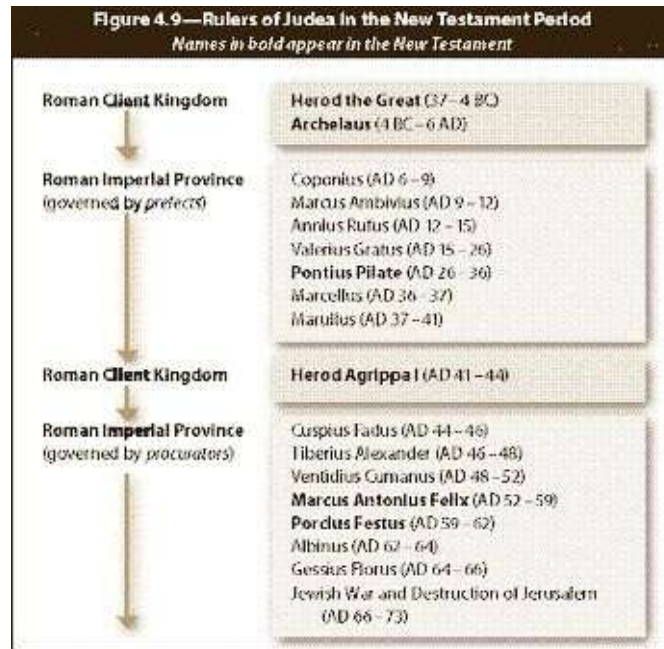 Figure 4.9—Rulers of Judea in the New Testament Period
Names in bold appear in the New Testament
Roman Client Kingdom
Herod the Great (37–4 BC)
Archelaus (4 BC–6 AD)
Roman Imperial Province
(governed by prefects)
Coponius (AD 6–9)
Marcus Ambivius (AD 9–12)
Annius Rufus (AD 12–15)
Valerius Gratus (AD 15–26)
Pontius Pilate (AD 26–36)
Marcellus (AD 36–37)
Marullus (AD 37–41)
Roman Client Kingdom
Herod Agrippa I (AD 41–44)
Roman Imperial Province
(governed by procurators)
Cuspius Fadus (AD 44–46)
Tiberius Alexander (AD 46–48)
Ventidius Cumanus (AD 48–52)
Marcus Antonius Felix (AD 52–59)
Porcius Festus (AD 59–62)
Albinus (AD 62–64)
Gessius Florus (AD 64–66)
Jewish War and Destruction of Jerusalem
(AD 66–73)